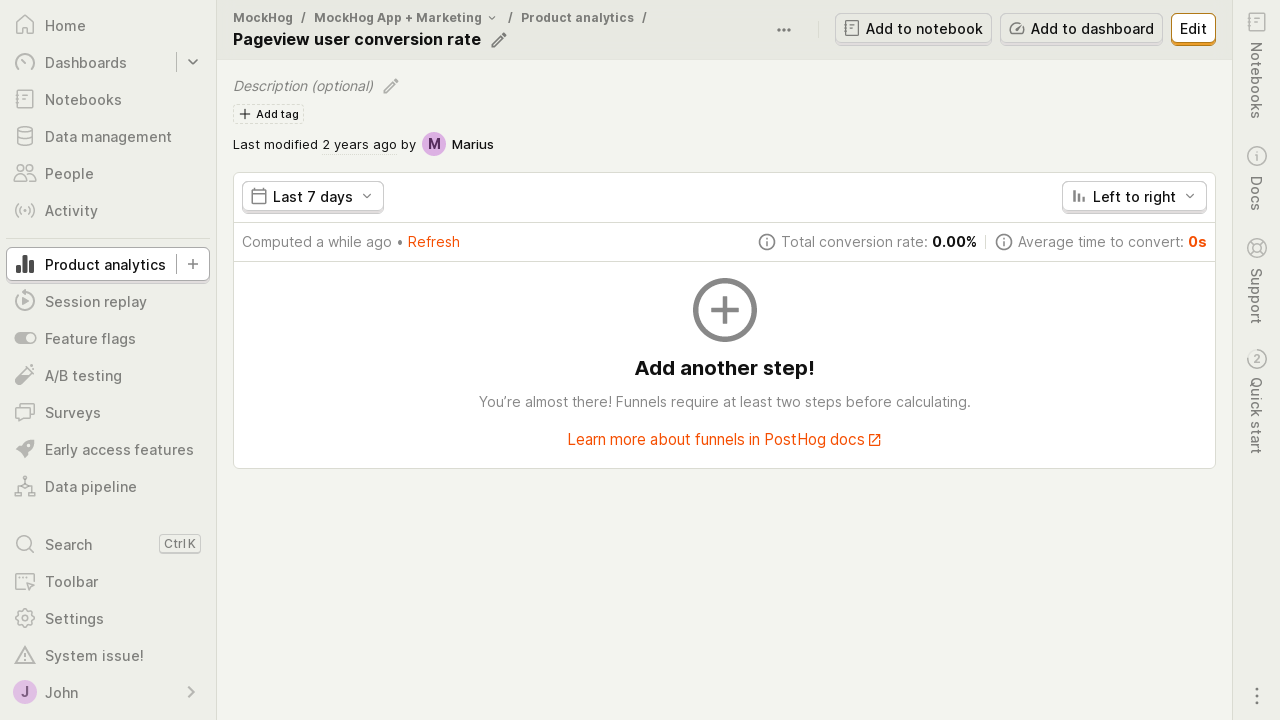 Home
Dashboards
Notebooks
Data management
People
Activity
Product analytics
Session replay
Feature flags
A/B testing
Surveys
Early access features
Data pipeline
Search Ctrl K
Toolbar
Settings
System issue!
J John
MockHog / MockHog App + Marketing / Product analytics /
Pageview user conversion rate
Add to notebook
Add to dashboard
Edit
Description (optional)
Add tag
Last modified 2 years ago by M Marius
Last 7 days
Left to right
Computed a while ago • Refresh
Total conversion rate: 0.00%
Average time to convert: 0s
Add another step!
You’re almost there! Funnels require at least two steps before calculating.
Learn more about funnels in PostHog docs
Notebooks
Docs
Support
2 Quick start